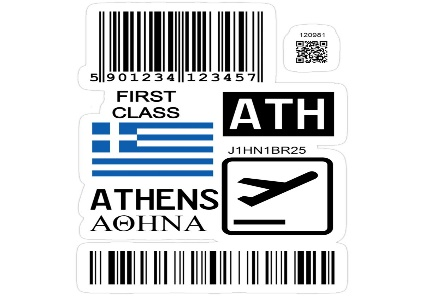 120981
5 901234 123457
FIRST
CLASS
ATH
J1HN1BR25
ATHENS
ΑΘΗΝΑ